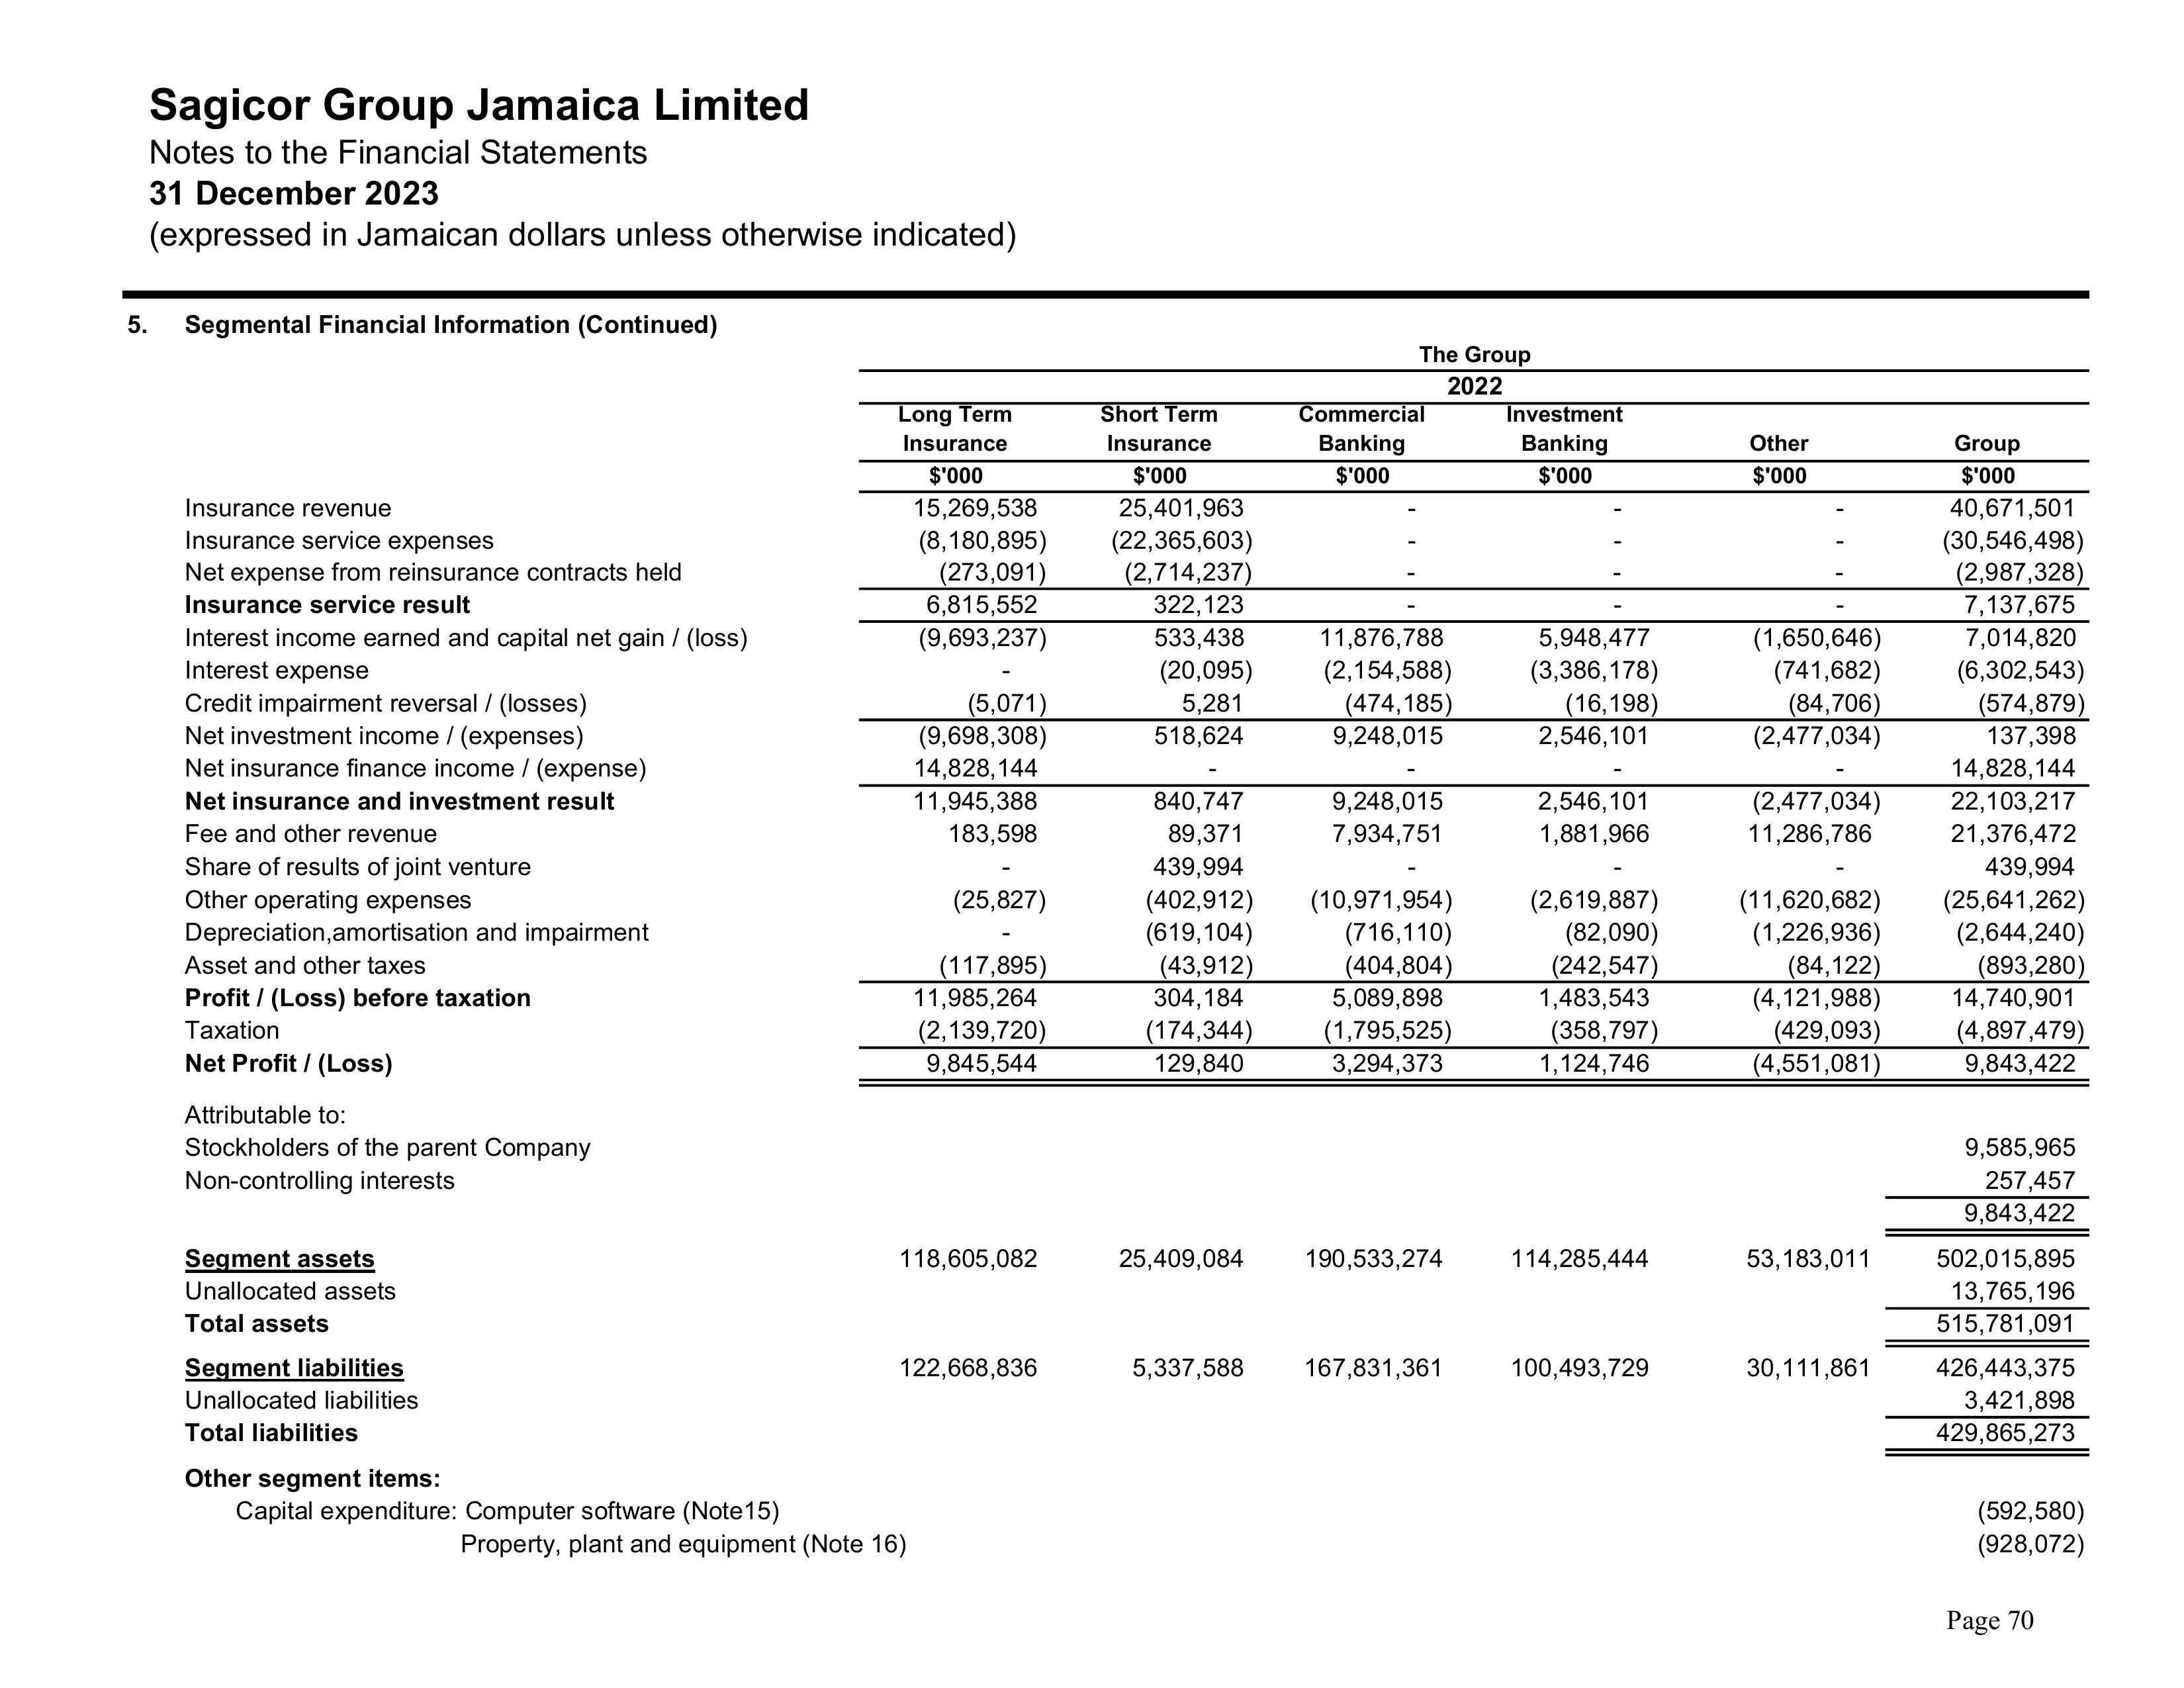 Sagicor Group Jamaica Limited
Notes to the Financial Statements
31 December 2023
(expressed in Jamaican dollars unless otherwise indicated)
5. Segmental Financial Information (Continued)
The Group
2022
Long Term Short Term Commercial Investment
Insurance Insurance Banking Banking Other Group
$'000 $'000 $'000 $'000 $'000 $'000
Insurance revenue 15,269,538 25,401,963 - - - 40,671,501
Insurance service expenses (8,180,895) (22,365,603) - - - (30,546,498)
Net expense from reinsurance contracts held (273,091) (2,714,237) - - - (2,987,328)
Insurance service result 6,815,552 322,123 - - - 7,137,675
Interest income earned and capital net gain / (loss) (9,693,237) 533,438 11,876,788 5,948,477 (1,650,646) 7,014,820
Interest expense - (20,095) (2,154,588) (3,386,178) (741,682) (6,302,543)
Credit impairment reversal / (losses) (5,071) 5,281 (474,185) (16,198) (84,706) (574,879)
Net investment income / (expenses) (9,698,308) 518,624 9,248,015 2,546,101 (2,477,034) 137,398
Net insurance finance income / (expense) 14,828,144 - - - - 14,828,144
Net insurance and investment result 11,945,388 840,747 9,248,015 2,546,101 (2,477,034) 22,103,217
Fee and other revenue 183,598 89,371 7,934,751 1,881,966 11,286,786 21,376,472
Share of results of joint venture - 439,994 - - - 439,994
Other operating expenses (25,827) (402,912) (10,971,954) (2,619,887) (11,620,682) (25,641,262)
Depreciation,amortisation and impairment - (619,104) (716,110) (82,090) (1,226,936) (2,644,240)
Asset and other taxes (117,895) (43,912) (404,804) (242,547) (84,122) (893,280)
Profit / (Loss) before taxation 11,985,264 304,184 5,089,898 1,483,543 (4,121,988) 14,740,901
Taxation (2,139,720) (174,344) (1,795,525) (358,797) (429,093) (4,897,479)
Net Profit / (Loss) 9,845,544 129,840 3,294,373 1,124,746 (4,551,081) 9,843,422
Attributable to:
Stockholders of the parent Company 9,585,965
Non-controlling interests 257,457
9,843,422
Segment assets 118,605,082 25,409,084 190,533,274 114,285,444 53,183,011 502,015,895
Unallocated assets 13,765,196
Total assets 515,781,091
Segment liabilities 122,668,836 5,337,588 167,831,361 100,493,729 30,111,861 426,443,375
Unallocated liabilities 3,421,898
Total liabilities 429,865,273
Other segment items:
Capital expenditure: Computer software (Note15) (592,580)
Property, plant and equipment (Note 16) (928,072)
Page 70